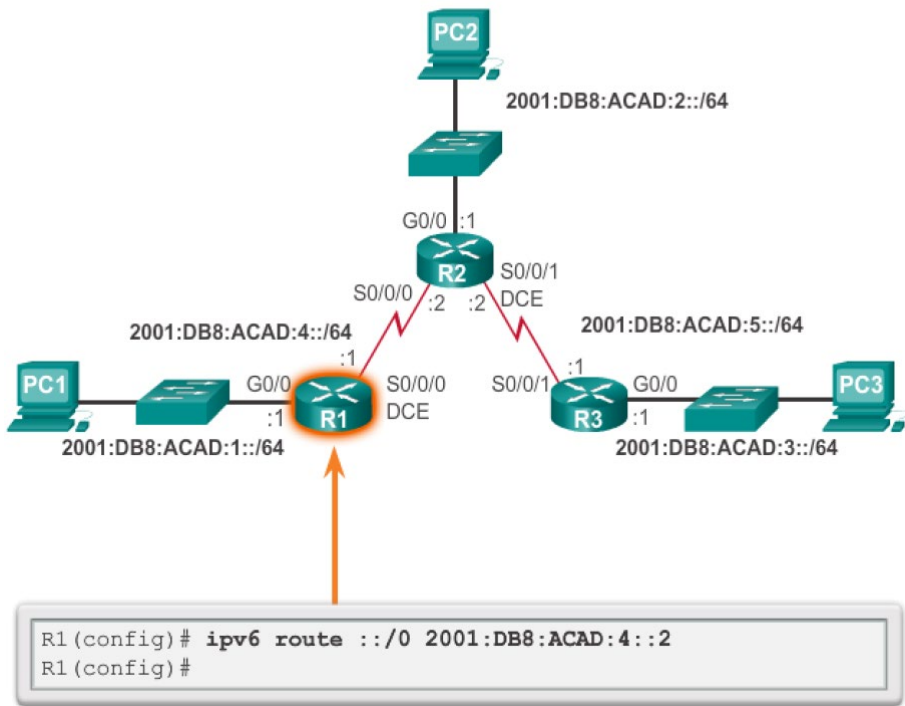 PC2
2001:DB8:ACAD:2::/64
G0/0 :1
R2
S0/0/1
DCE
S0/0/0 :2 :2
2001:DB8:ACAD:4::/64
2001:DB8:ACAD:5::/64
:1
:1
PC1
G0/0
S0/0/0
DCE
S0/0/1
G0/0
PC3
:1
R1
R3
:1
2001:DB8:ACAD:1::/64
2001:DB8:ACAD:3::/64
R1(config)# ipv6 route ::/0 2001:DB8:ACAD:4::2
R1(config)#